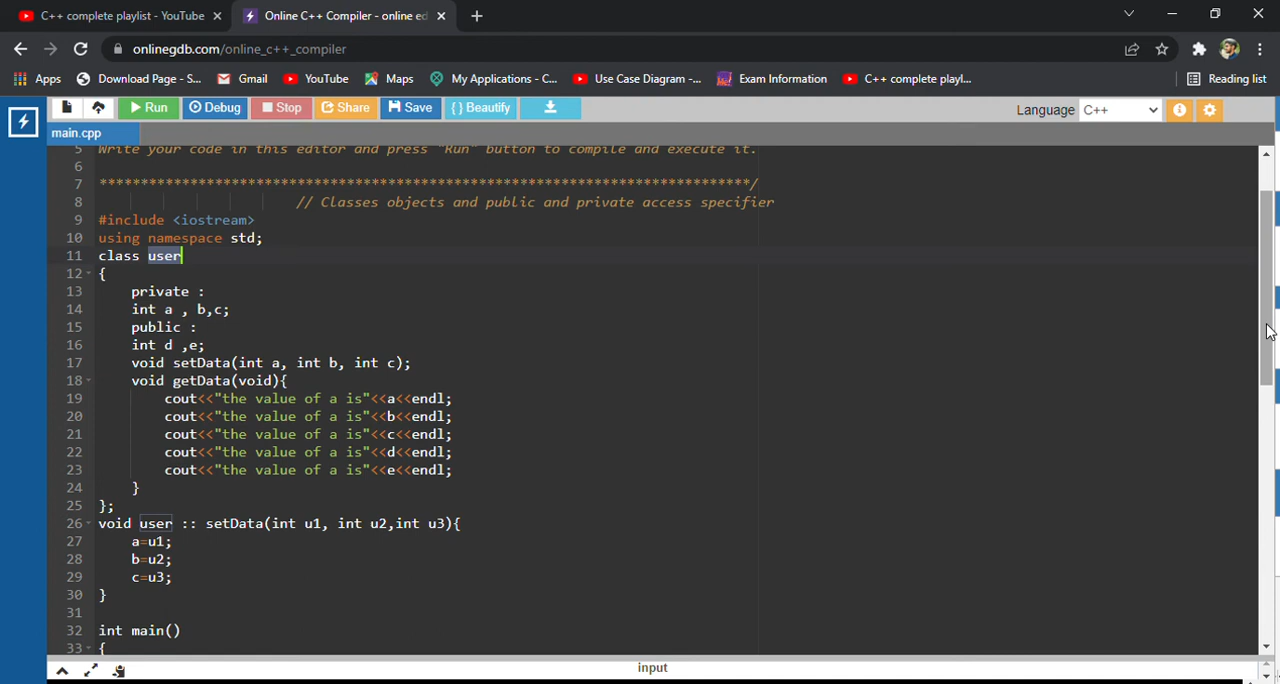 C++ complete playlist - YouTube
Online C++ Compiler - online ed
onlinegdb.com/online_c++_compiler
Apps Download Page - S... Gmail YouTube Maps My Applications - C... Use Case Diagram -... Exam Information C++ complete playl... Reading list
Run Debug Stop Share Save { } Beautify Language C++
main.cpp
5 Write your code in this editor and press "Run" button to compile and execute it.
6
7 *******************************************************************************/
8 // Classes objects and public and private access specifier
9 #include <iostream>
10 using namespace std;
11 class user
12 {
13 private :
14 int a , b,c;
15 public :
16 int d ,e;
17 void setData(int a, int b, int c);
18 void getData(void){
19 cout<<"the value of a is"<<a<<endl;
20 cout<<"the value of a is"<<b<<endl;
21 cout<<"the value of a is"<<c<<endl;
22 cout<<"the value of a is"<<d<<endl;
23 cout<<"the value of a is"<<e<<endl;
24 }
25 };
26 void user :: setData(int u1, int u2,int u3){
27 a=u1;
28 b=u2;
29 c=u3;
30 }
31
32 int main()
33 {
input